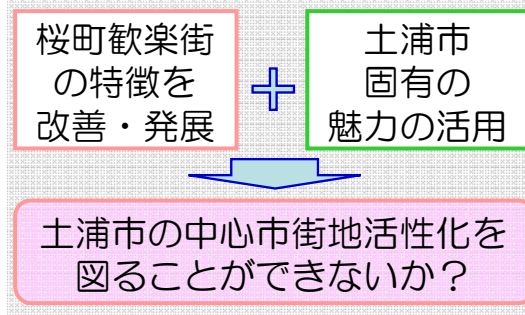 桜町歓楽街
の特徴を
改善・発展
土浦市
固有の
魅力の活用
土浦市の中心市街地活性化を
図ることができないか？